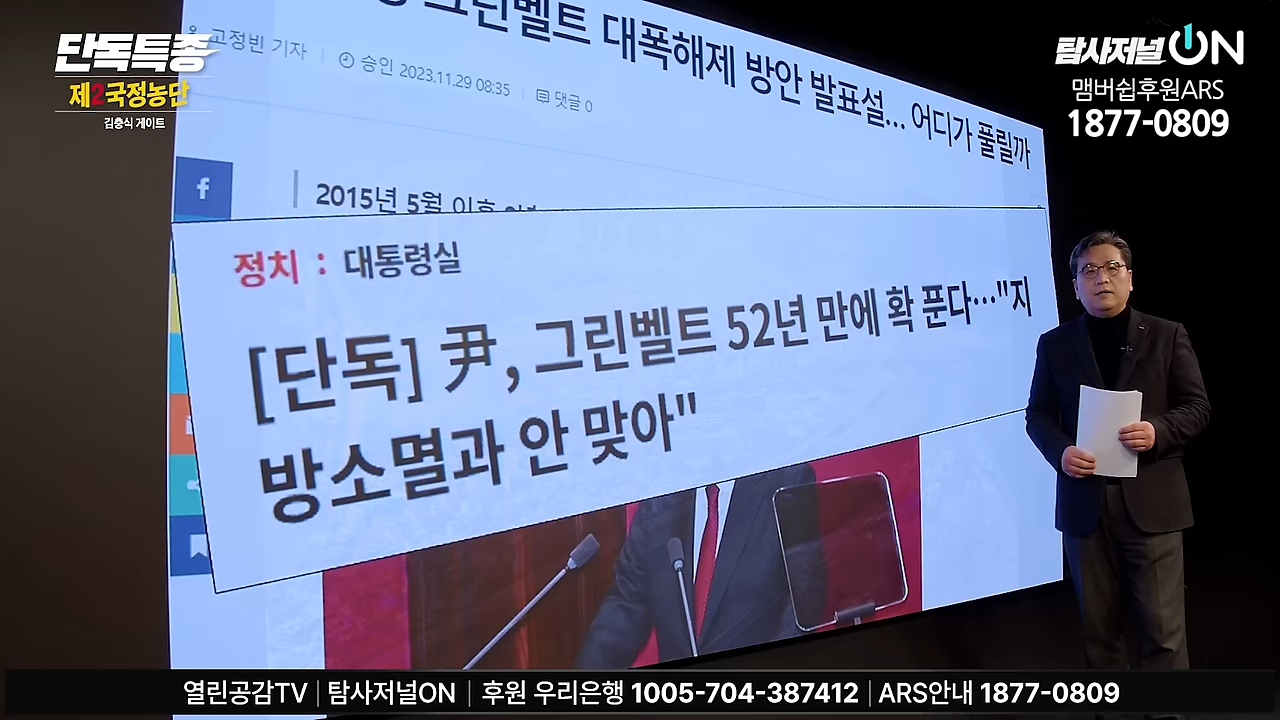 단독특종
제2국정농단
김충식 게이트
탐사저널ON
맴버쉽후원ARS
1877-0809
그린벨트 대폭해제 방안 발표설... 어디가 풀릴까
고정빈 기자
승인 2023.11.29 08:35
댓글 0
f
2015년 5월 이후
정치 : 대통령실
[단독] 尹, 그린벨트 52년 만에 확 푼다…"지
방소멸과 안 맞아"
열린공감TV | 탐사저널ON | 후원 우리은행 1005-704-387412 | ARS안내 1877-0809